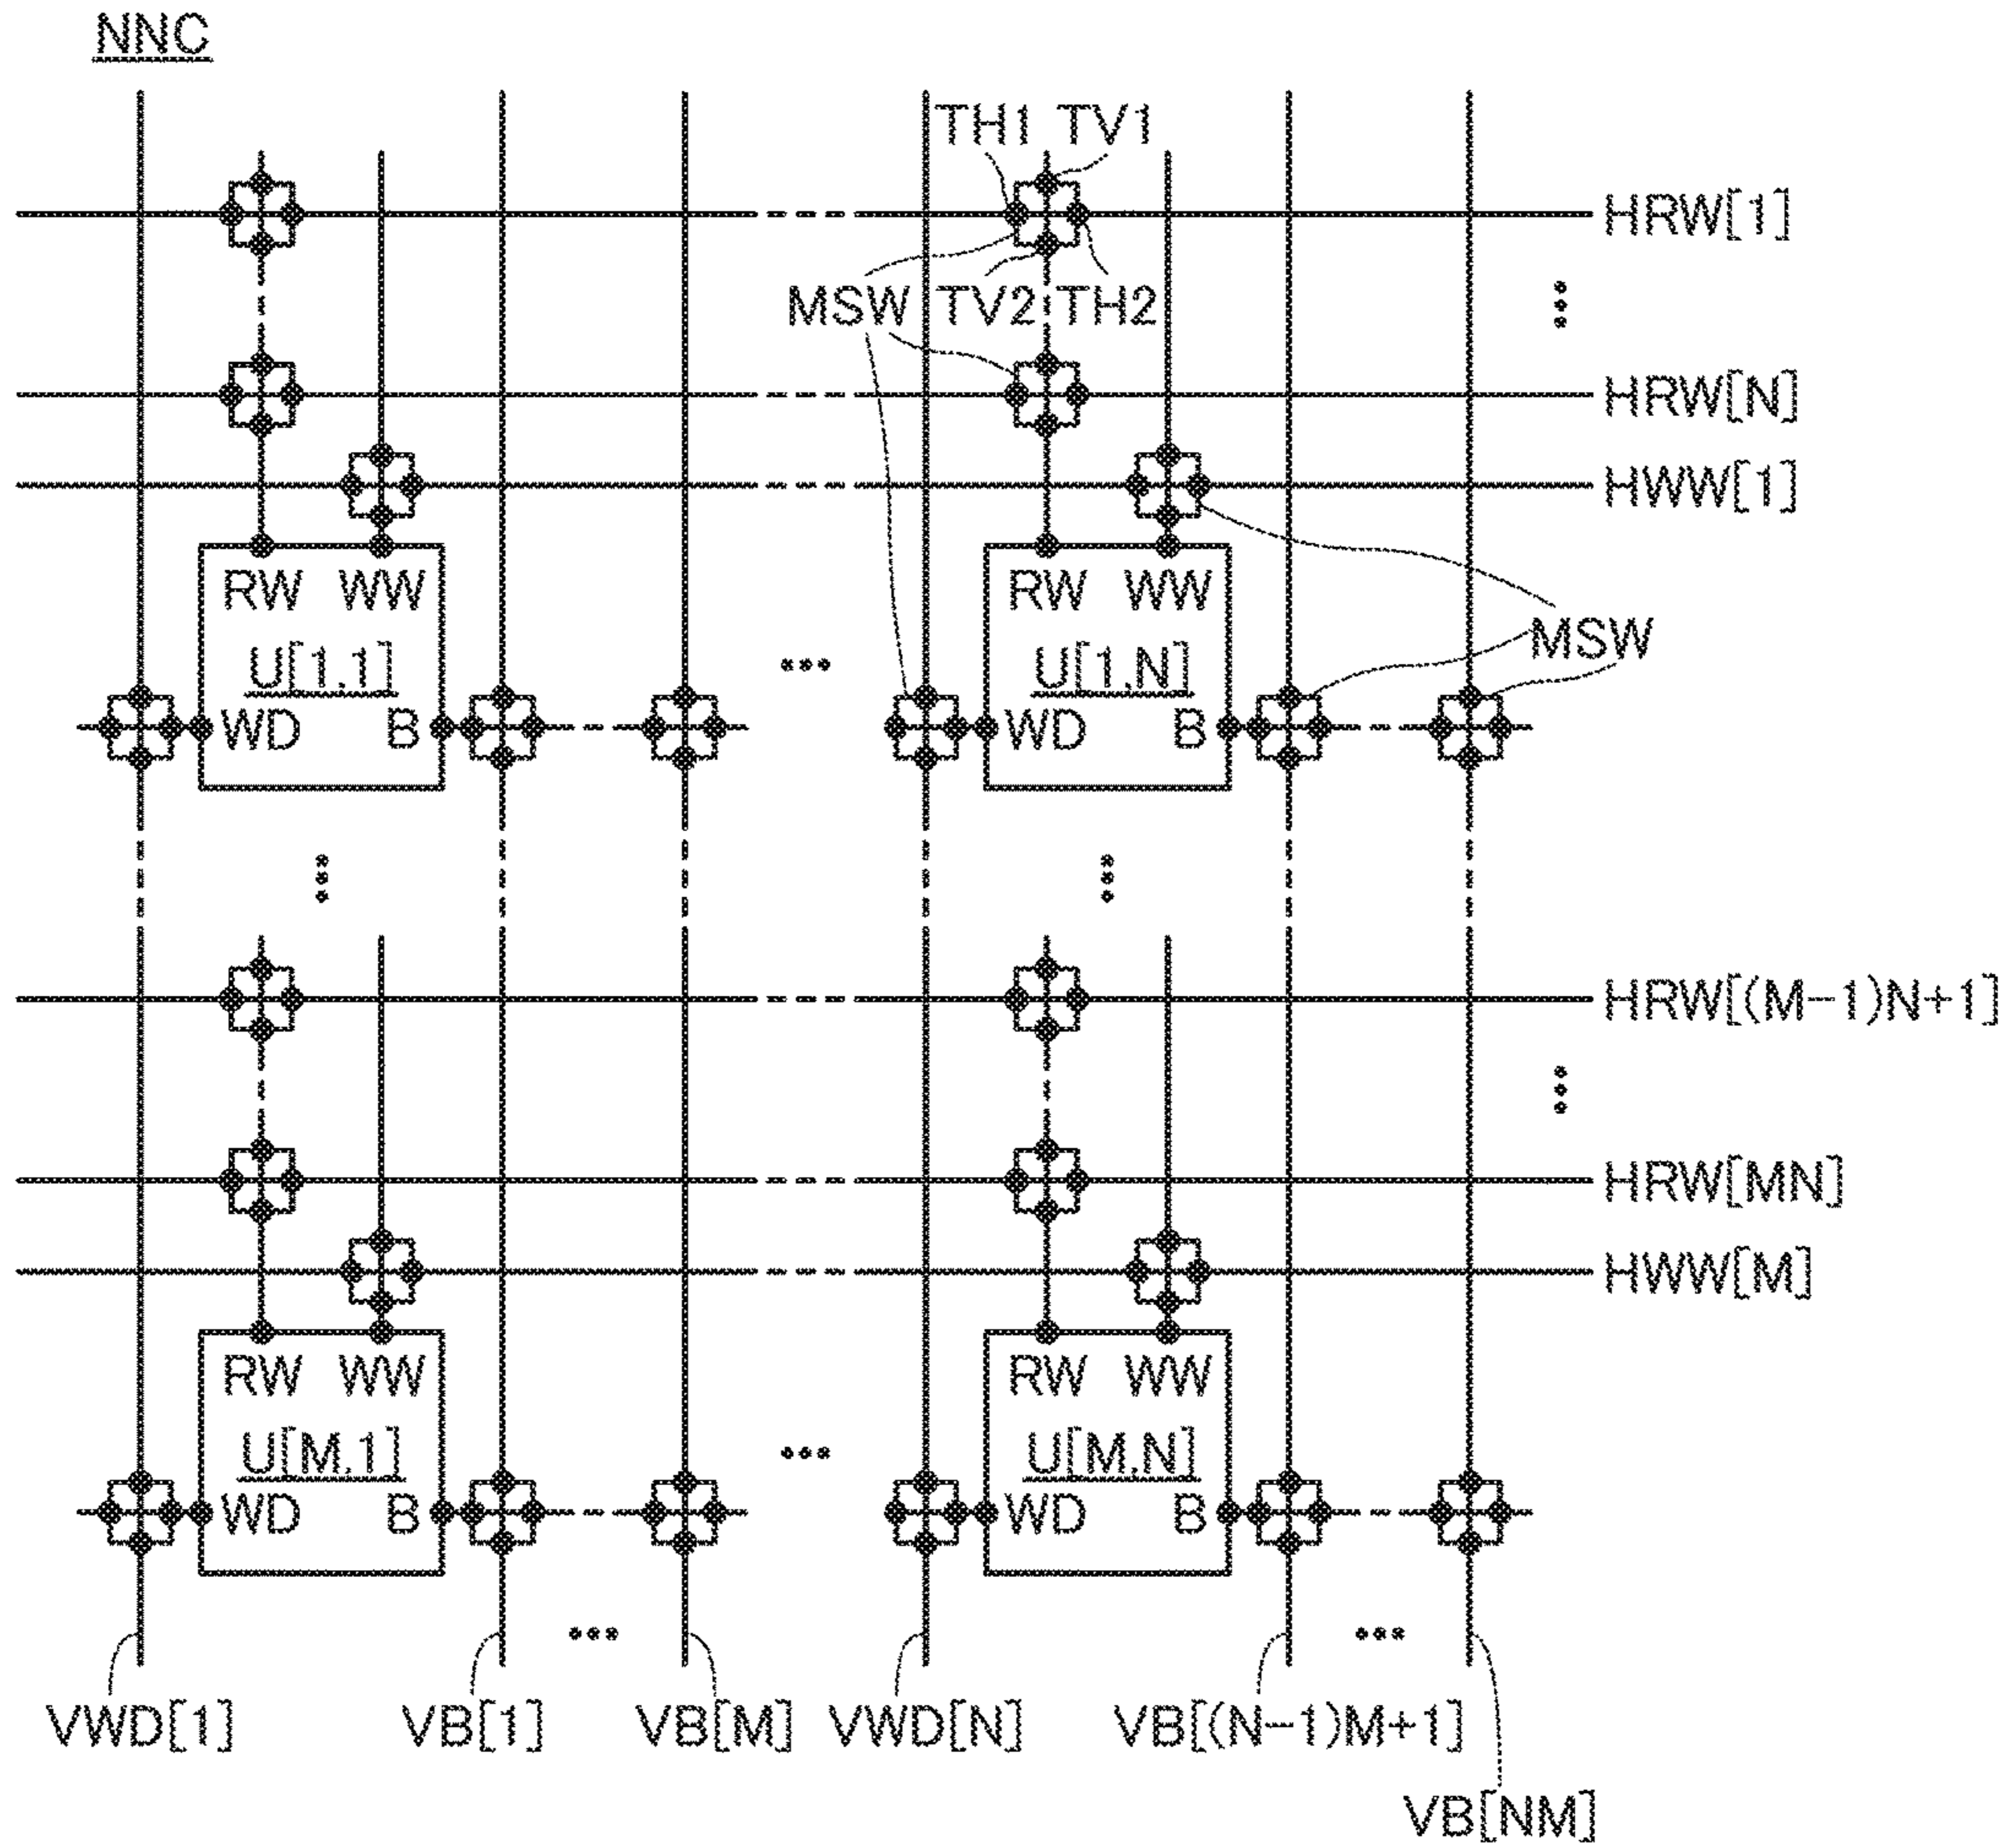 NNC
TH1 TV1
HRW[1]
MSW TV2 TH2
HRW[N]
HWW[1]
RW WW RW WW
MSW
U[1,1] U[1,N]
WD B WD B
HRW[(M-1)N+1]
HRW[MN]
HWW[M]
RW WW RW WW
U[M,1] U[M,N]
WD B WD B
VWD[1] VB[1] VB[M] VWD[N] VB[(N-1)M+1]
VB[NM]